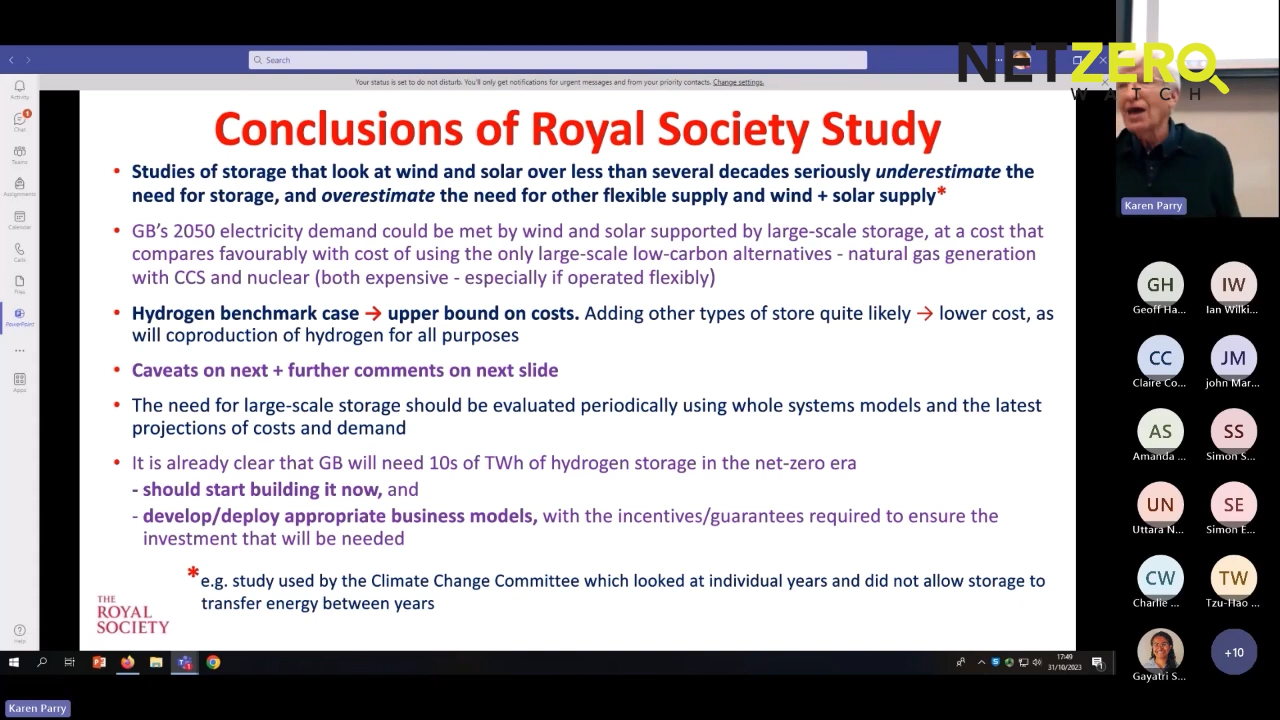 Search
NETZERO
WATCH
Your status is set to do not disturb. You'll only get notifications for urgent messages and from your priority contacts. Change settings.
Activity
Chat
1
Teams
Assignments
Calendar
Calls
Files
PowerPoint
Apps
Help
Conclusions of Royal Society Study
• Studies of storage that look at wind and solar over less than several decades seriously underestimate the
need for storage, and overestimate the need for other flexible supply and wind + solar supply*
• GB's 2050 electricity demand could be met by wind and solar supported by large-scale storage, at a cost that
compares favourably with cost of using the only large-scale low-carbon alternatives - natural gas generation
with CCS and nuclear (both expensive - especially if operated flexibly)
• Hydrogen benchmark case → upper bound on costs. Adding other types of store quite likely → lower cost, as
will coproduction of hydrogen for all purposes
• Caveats on next + further comments on next slide
• The need for large-scale storage should be evaluated periodically using whole systems models and the latest
projections of costs and demand
• It is already clear that GB will need 10s of TWh of hydrogen storage in the net-zero era
- should start building it now, and
- develop/deploy appropriate business models, with the incentives/guarantees required to ensure the
investment that will be needed
*e.g. study used by the Climate Change Committee which looked at individual years and did not allow storage to
transfer energy between years
THE
ROYAL
SOCIETY
17:49
31/10/2023
Karen Parry
Karen Parry
GH
Geoff Ha...
IW
Ian Wilki...
CC
Claire Co...
JM
john Mar...
AS
Amanda ...
SS
Simon S...
UN
Uttara N...
SE
Simon E...
CW
Charlie ...
TW
Tzu-Hao ...
Gayatri S...
+10